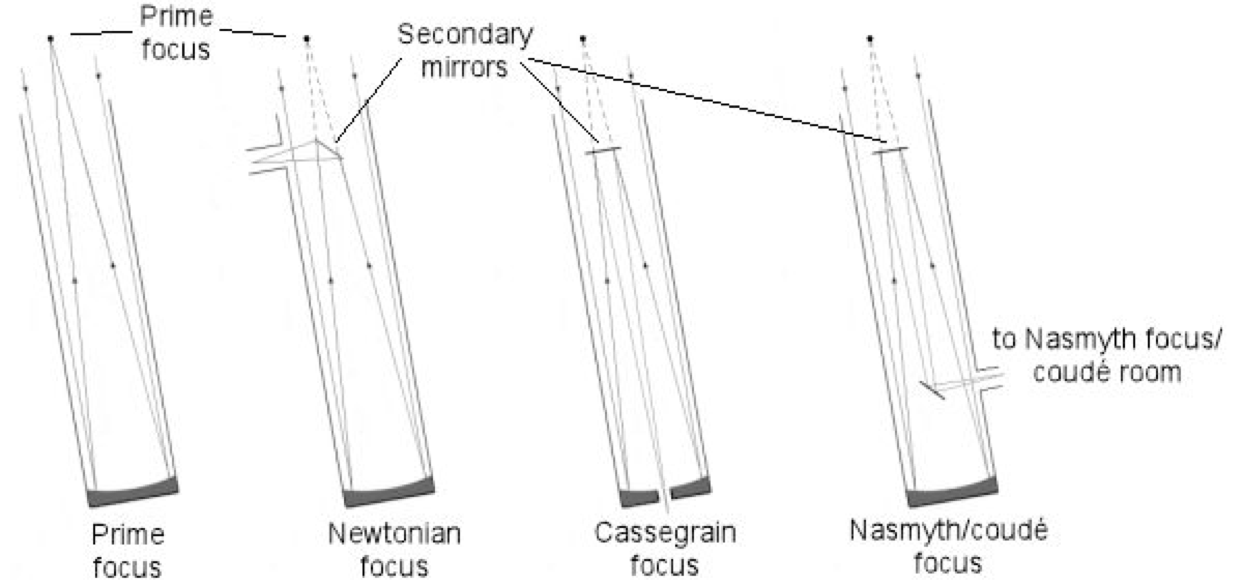 Prime
focus
Secondary
mirrors
to Nasmyth focus/
coudé room
Prime
focus
Newtonian
focus
Cassegrain
focus
Nasmyth/coudé
focus